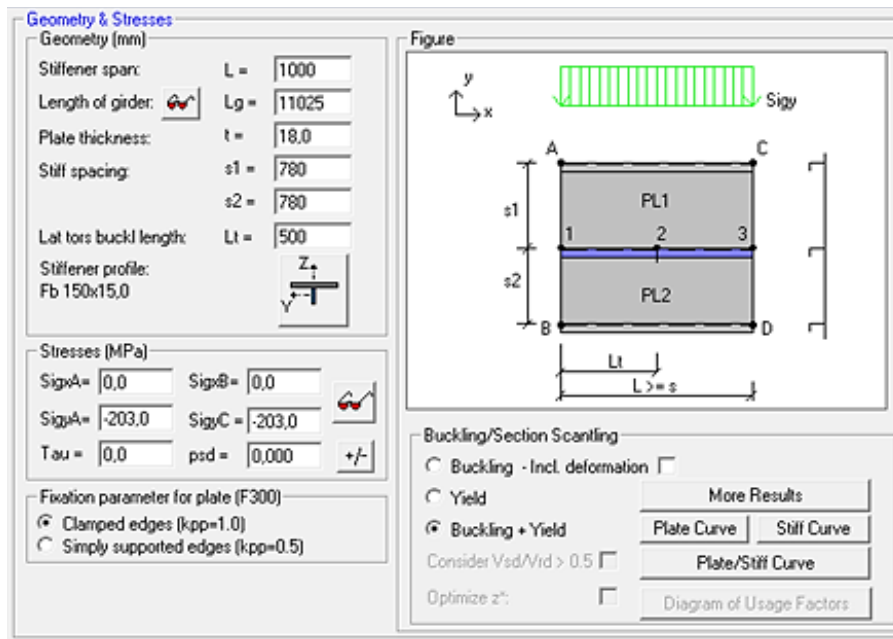 Geometry & Stresses
Geometry (mm)
Stiffener span: L = 1000
Length of girder: Lg = 11025
Plate thickness: t = 18,0
Stiff spacing: s1 = 780
s2 = 780
Lat tors buckl length: Lt = 500
Stiffener profile:
Fb 150x15,0
Z
Y
Stresses (MPa)
SigxA= 0,0 SigxB= 0,0
SigyA= -203,0 SigyC = -203,0
Tau = 0,0 psd = 0,000 +/-
Fixation parameter for plate (F300)
Clamped edges (kpp=1.0)
Simply supported edges (kpp=0.5)
Figure
y
x
Sigy
A C
s1 PL1
1 2 3
s2 PL2
B D
Lt
L >= s
Buckling/Section Scantling
Buckling - Incl. deformation
Yield More Results
Buckling + Yield Plate Curve Stiff Curve
Consider Vsd/Vrd > 0.5 Plate/Stiff Curve
Optimize z*: Diagram of Usage Factors